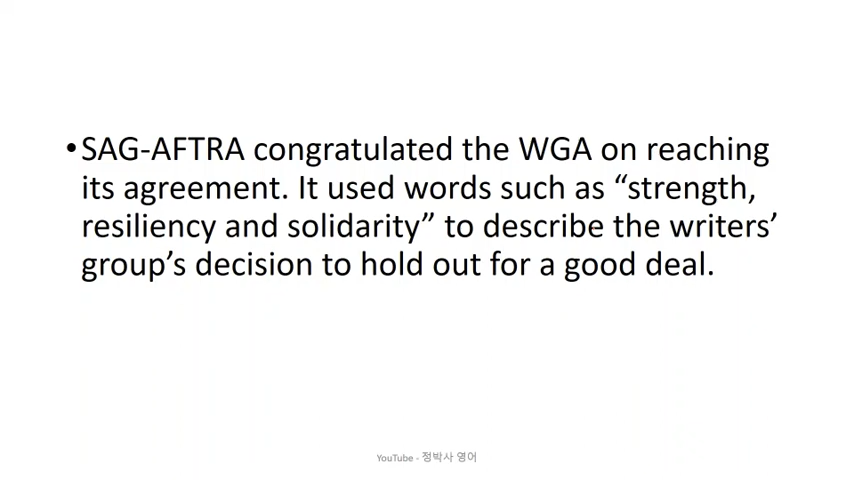 •SAG-AFTRA congratulated the WGA on reaching
its agreement. It used words such as “strength,
resiliency and solidarity” to describe the writers’
group’s decision to hold out for a good deal.
YouTube - 정박사 영어